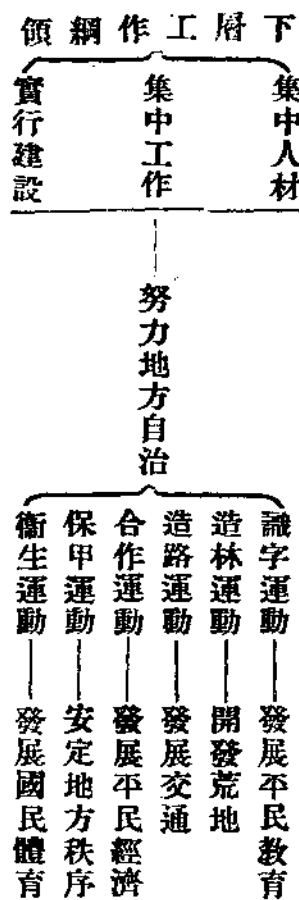 下層工作綱領
集中人材
集中工作
實行建設
努力地方自治
識字運動——發展平民教育
造林運動——開發荒地
造路運動——發展交通
合作運動——發展平民經濟
保甲運動——安定地方秩序
衞生運動——發展國民體育